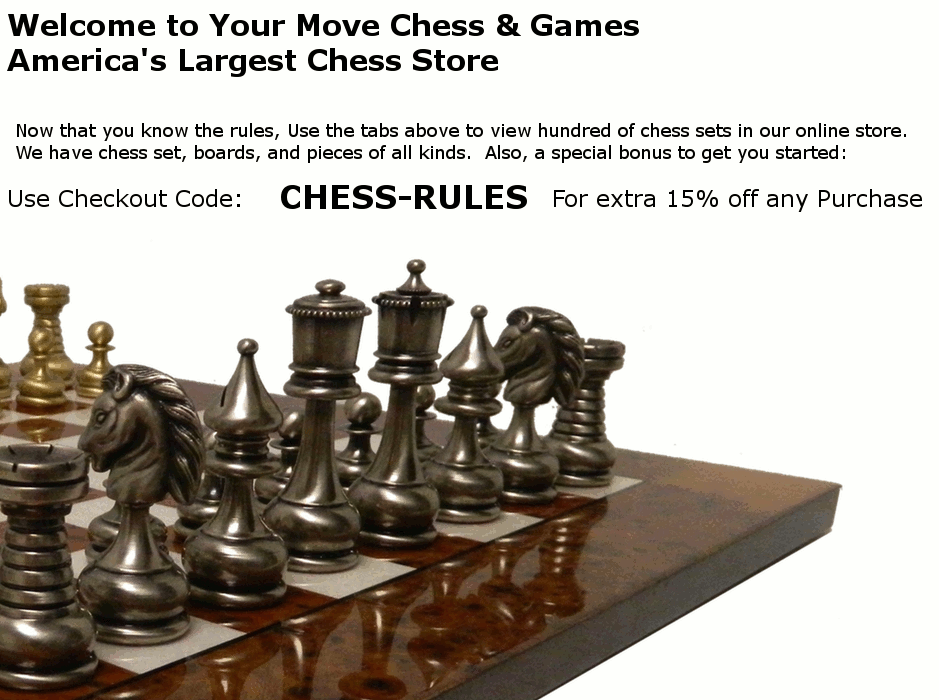 Welcome to Your Move Chess & Games
America's Largest Chess Store
Now that you know the rules, Use the tabs above to view hundred of chess sets in our online store.
We have chess set, boards, and pieces of all kinds.  Also, a special bonus to get you started:
Use Checkout Code: CHESS-RULES For extra 15% off any Purchase